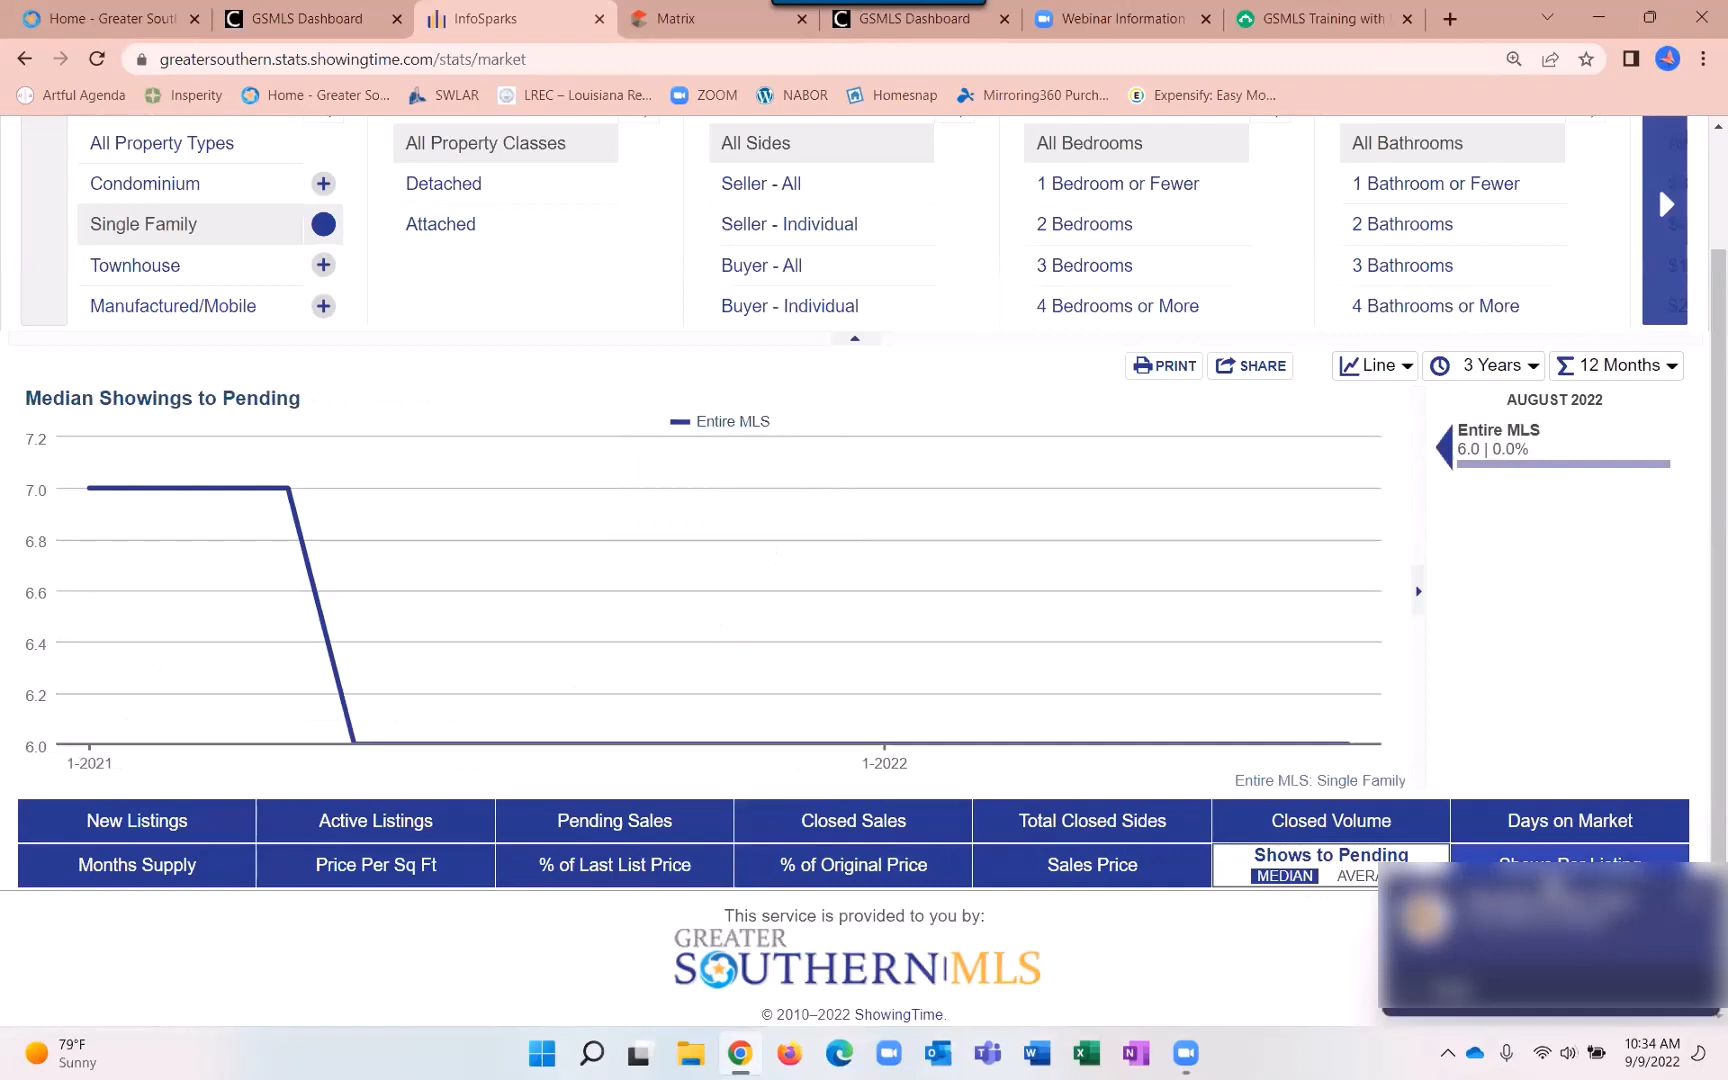 Home - Greater Sout
GSMLS Dashboard
InfoSparks
Matrix
GSMLS Dashboard
Webinar Information
GSMLS Training with
greatersouthern.stats.showingtime.com/stats/market
Artful Agenda
Insperity
Home - Greater So...
SWLAR
LREC – Louisiana Re...
ZOOM
NABOR
Homesnap
Mirroring360 Purch...
Expensify: Easy Mo...
All Property Types
Condominium
Single Family
Townhouse
Manufactured/Mobile
All Property Classes
Detached
Attached
All Sides
Seller - All
Seller - Individual
Buyer - All
Buyer - Individual
All Bedrooms
1 Bedroom or Fewer
2 Bedrooms
3 Bedrooms
4 Bedrooms or More
All Bathrooms
1 Bathroom or Fewer
2 Bathrooms
3 Bathrooms
4 Bathrooms or More
PRINT
SHARE
Line
3 Years
12 Months
Median Showings to Pending
Entire MLS
AUGUST 2022
Entire MLS
6.0 | 0.0%
7.2
7.0
6.8
6.6
6.4
6.2
6.0
1-2021
1-2022
Entire MLS: Single Family
New Listings
Active Listings
Pending Sales
Closed Sales
Total Closed Sides
Closed Volume
Days on Market
Months Supply
Price Per Sq Ft
% of Last List Price
% of Original Price
Sales Price
Shows to Pending
MEDIAN
AVERA
Shows Per Listing
This service is provided to you by:
GREATER
SOUTHERN MLS
© 2010–2022 ShowingTime.
79°F
Sunny
10:34 AM
9/9/2022